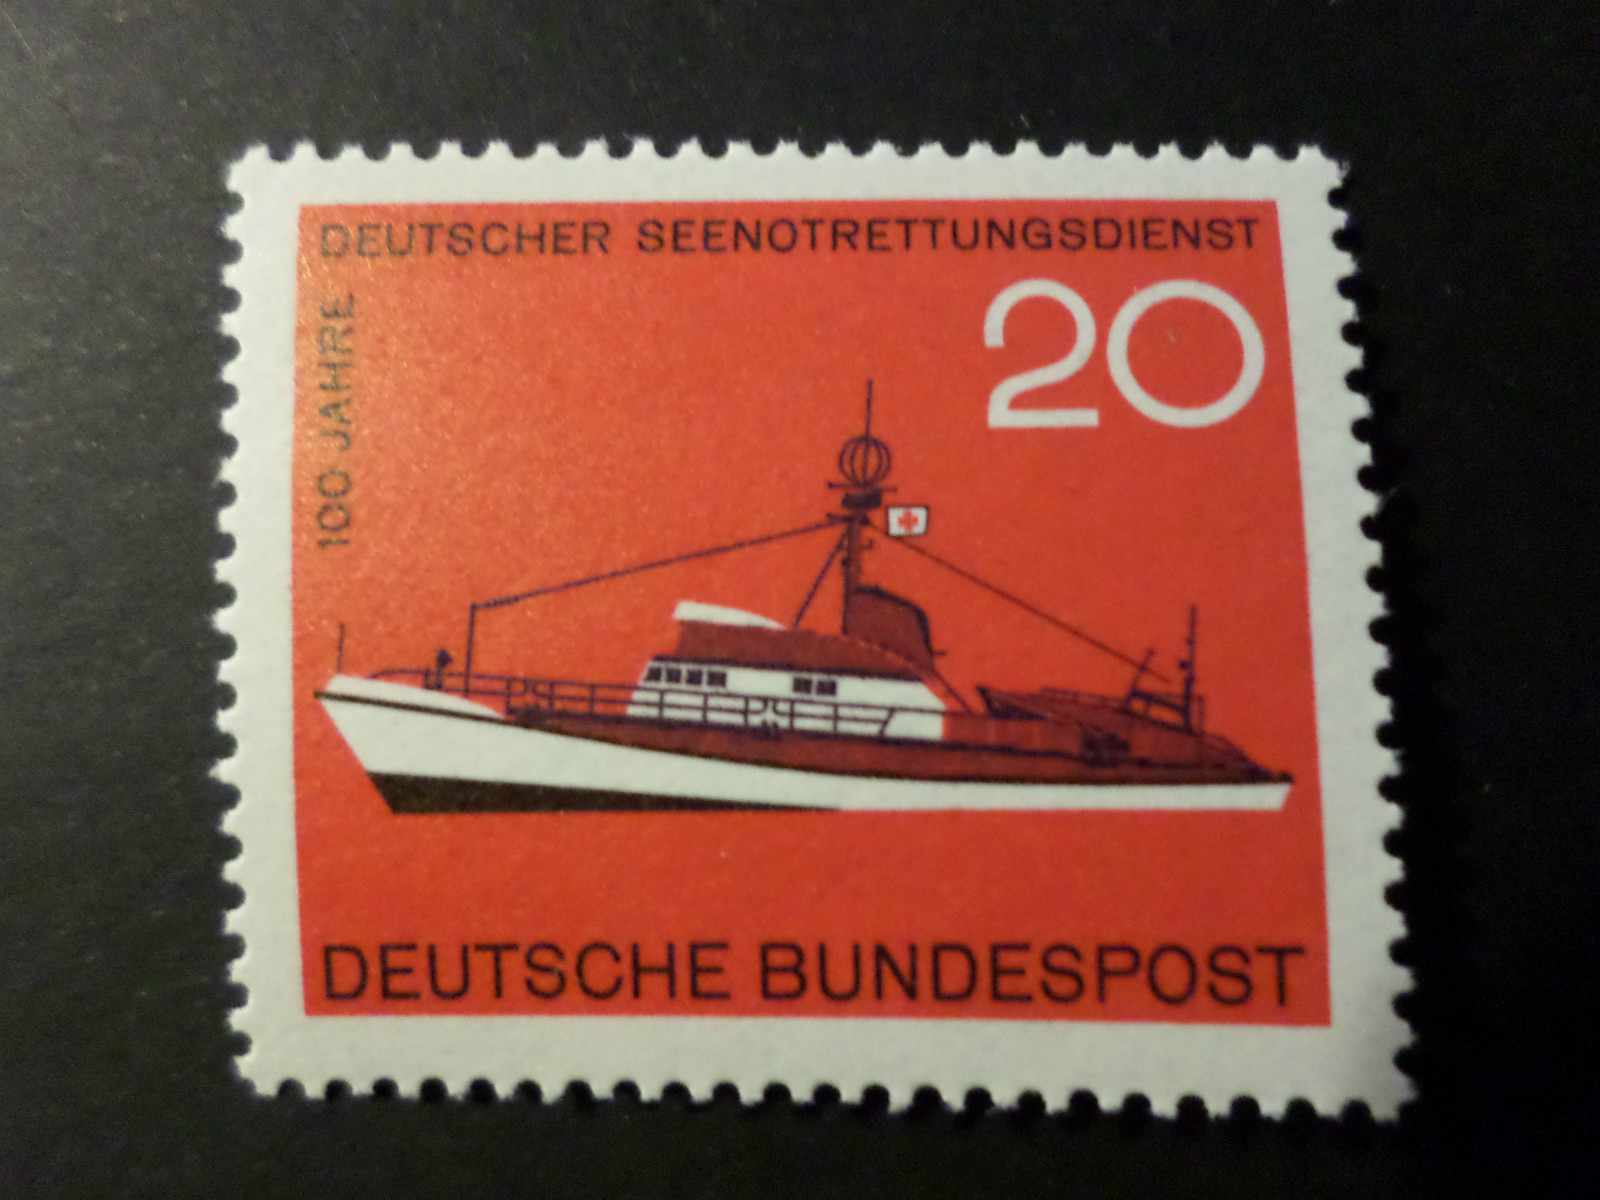 DEUTSCHER SEENOTRETTUNGSDIENST
100 JAHRE
20
DEUTSCHE BUNDESPOST